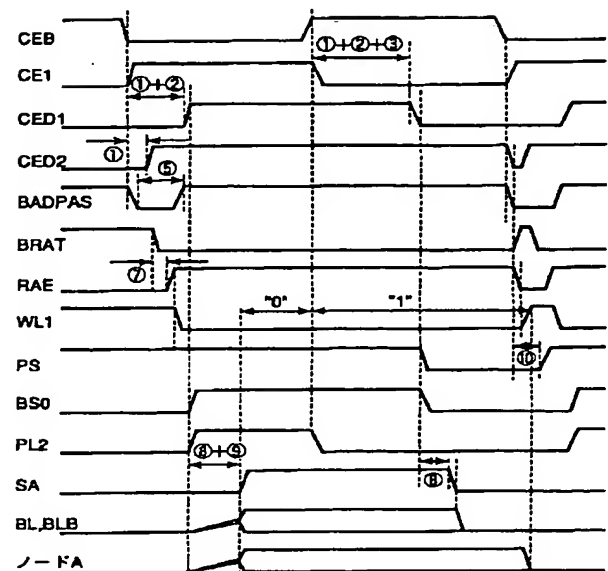 CEB
①+②+③
CE1
①+②
CED1
CED2
①
⑤
BADPAS
BRAT
⑦
RAE
"0"
"1"
WL1
PS
⑩
BS0
PL2
⑧+⑨
SA
⑧
BL,BLB
ノードA